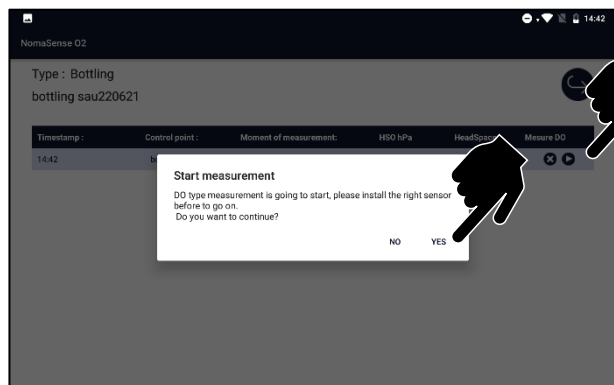 14:42
NomaSense O2
Type : Bottling
bottling sau220621
Timestamp : Control point : Moment of measurement: HSO hPa HeadSpace Mesure DO
14:42
Start measurement
DO type measurement is going to start, please install the right sensor
before to go on.
Do you want to continue?
NO YES